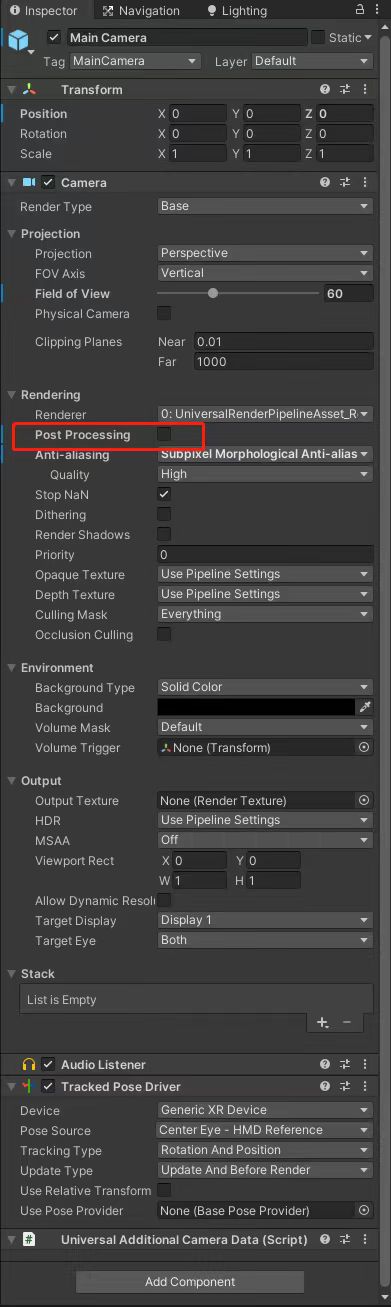 Inspector Navigation Lighting
Main Camera Static
Tag MainCamera Layer Default
Transform
Position X 0 Y 0 Z 0
Rotation X 0 Y 0 Z 0
Scale X 1 Y 1 Z 1
Camera
Render Type Base
Projection
Projection Perspective
FOV Axis Vertical
Field of View 60
Physical Camera
Clipping Planes Near 0.01
Far 1000
Rendering
Renderer 0: UniversalRenderPipelineAsset_R
Post Processing
Anti-aliasing Subpixel Morphological Anti-alias
Quality High
Stop NaN
Dithering
Render Shadows
Priority 0
Opaque Texture Use Pipeline Settings
Depth Texture Use Pipeline Settings
Culling Mask Everything
Occlusion Culling
Environment
Background Type Solid Color
Background
Volume Mask Default
Volume Trigger None (Transform)
Output
Output Texture None (Render Texture)
HDR Use Pipeline Settings
MSAA Off
Viewport Rect X 0 Y 0
W 1 H 1
Allow Dynamic Resolu
Target Display Display 1
Target Eye Both
Stack
List is Empty
Audio Listener
Tracked Pose Driver
Device Generic XR Device
Pose Source Center Eye - HMD Reference
Tracking Type Rotation And Position
Update Type Update And Before Render
Use Relative Transform
Use Pose Provider None (Base Pose Provider)
Universal Additional Camera Data (Script)
Add Component